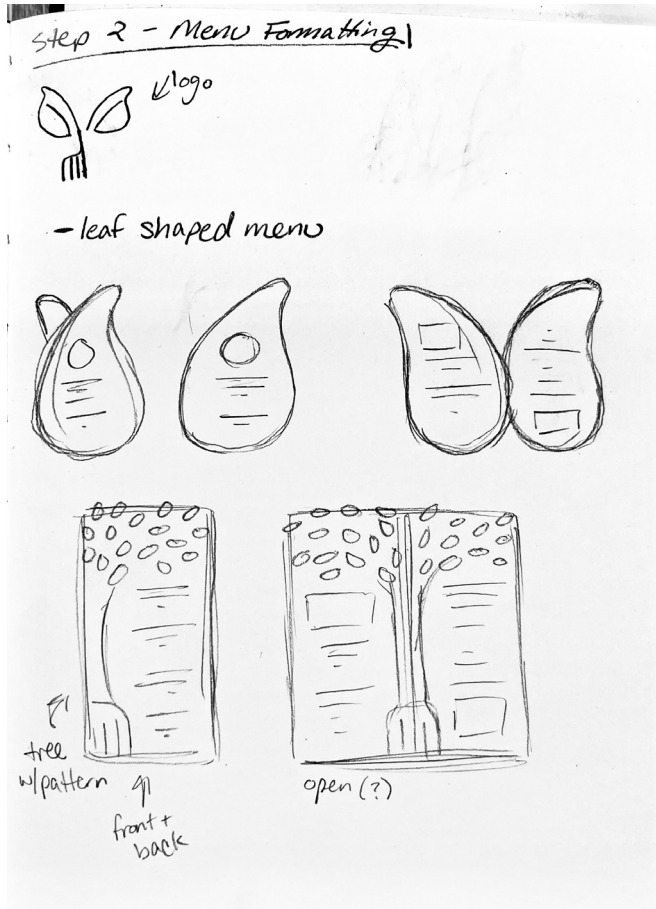 Step 2 - Menu Formatting
logo
- leaf shaped menu
tree
w/pattern
front +
back
open (?)